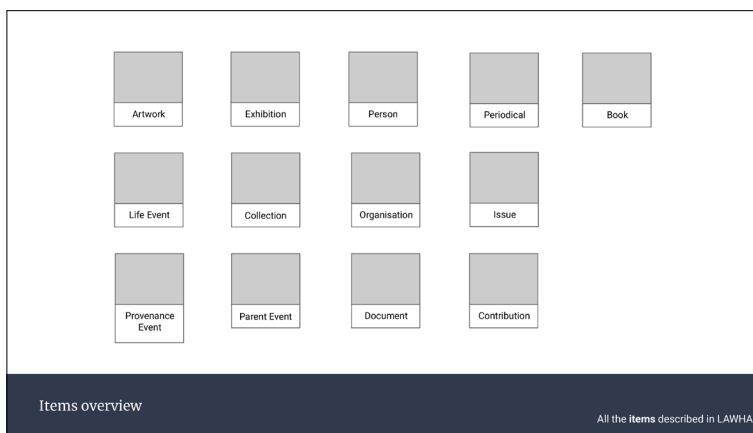 Artwork
Exhibition
Person
Periodical
Book
Life Event
Collection
Organisation
Issue
Provenance
Event
Parent Event
Document
Contribution
Items overview
All the items described in LAWHA